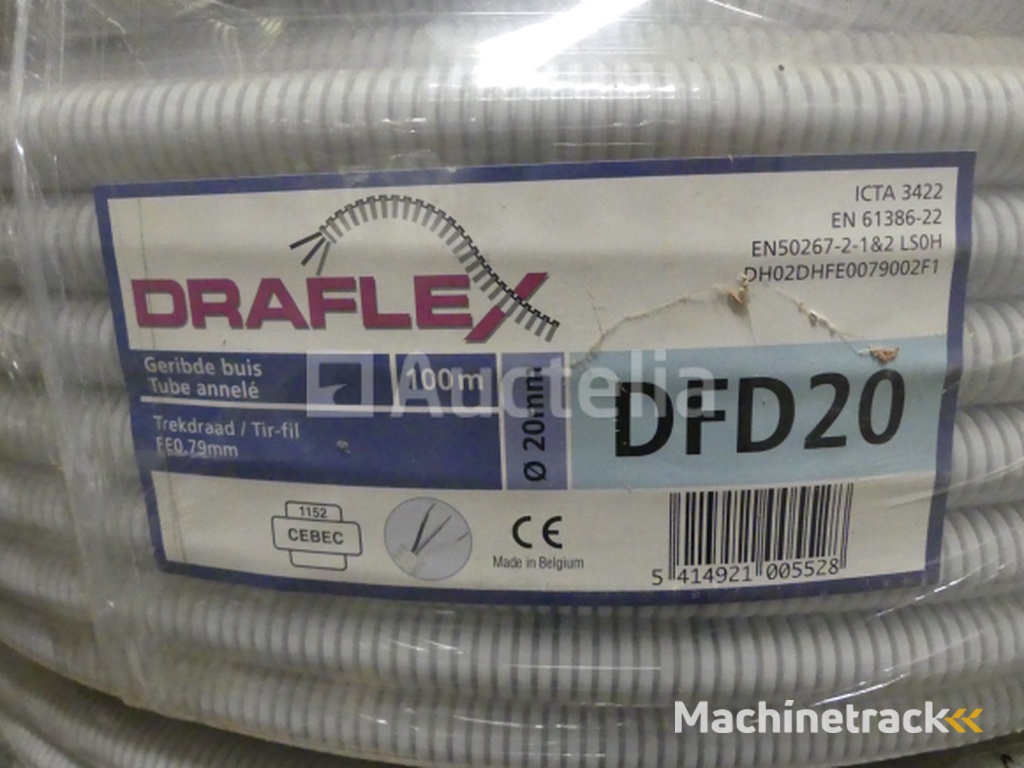 ICTA 3422
EN 61386-22
EN50267-2-1&2 LS0H
DH02DHFE0079002F1
DRAFLEX
Geribde buis
Tube annelé
100m
Ø 20mm
DFD20
Trekdraad / Tir-fil
FE0.79mm
Auctelia
1152
CEBEC
CE
Made in Belgium
5 414921 005528
Machinetrack